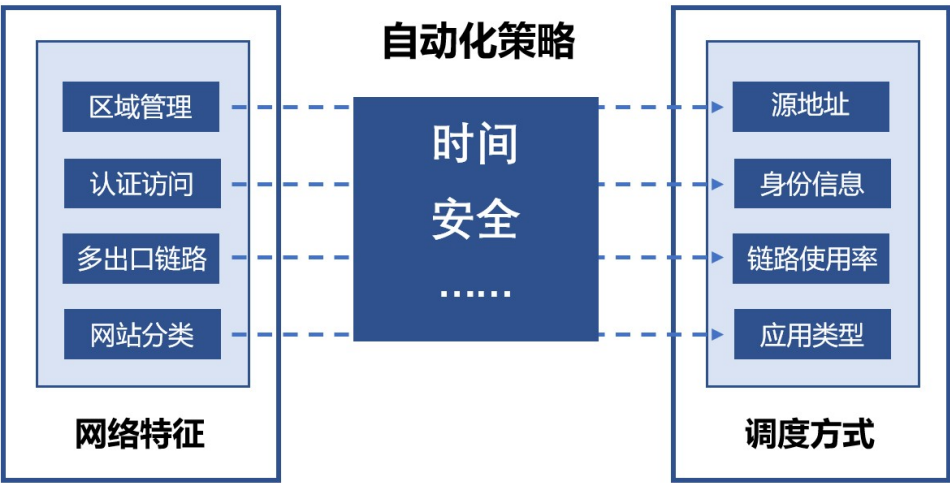 自动化策略
区域管理
认证访问
多出口链路
网站分类
网络特征
时间
安全
……
源地址
身份信息
链路使用率
应用类型
调度方式